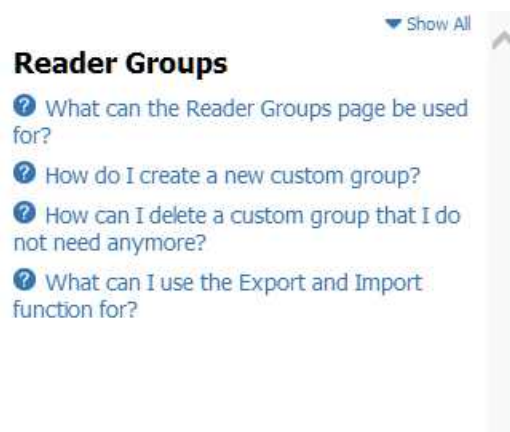 Show All
Reader Groups
What can the Reader Groups page be used
for?
How do I create a new custom group?
How can I delete a custom group that I do
not need anymore?
What can I use the Export and Import
function for?